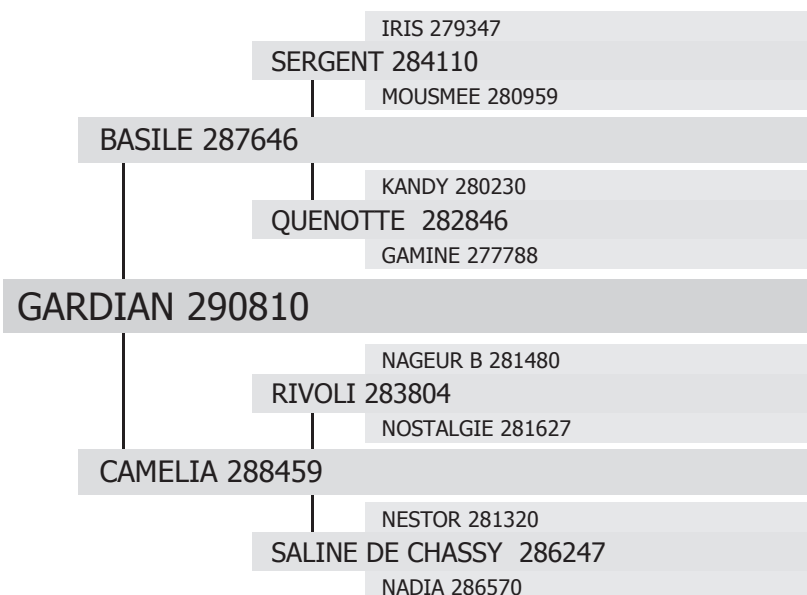 IRIS 279347
SERGENT 284110
MOUSMEE 280959
BASILE 287646
KANDY 280230
QUENOTTE 282846
GAMINE 277788
GARDIAN 290810
NAGEUR B 281480
RIVOLI 283804
NOSTALGIE 281627
CAMELIA 288459
NESTOR 281320
SALINE DE CHASSY 286247
NADIA 286570